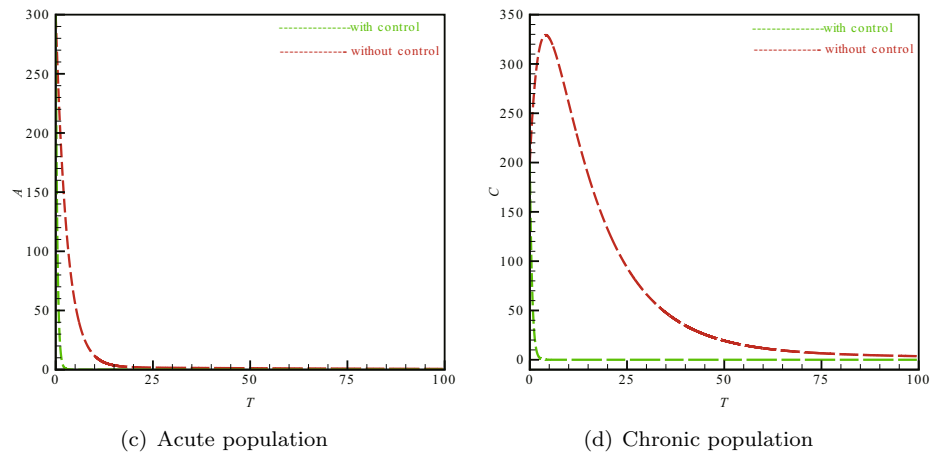 with control
without control
300
250
200
150
100
50
0
A
0
25
50
75
100
T
(c) Acute population
with control
without control
350
300
250
200
150
100
50
0
C
0
25
50
75
100
T
(d) Chronic population